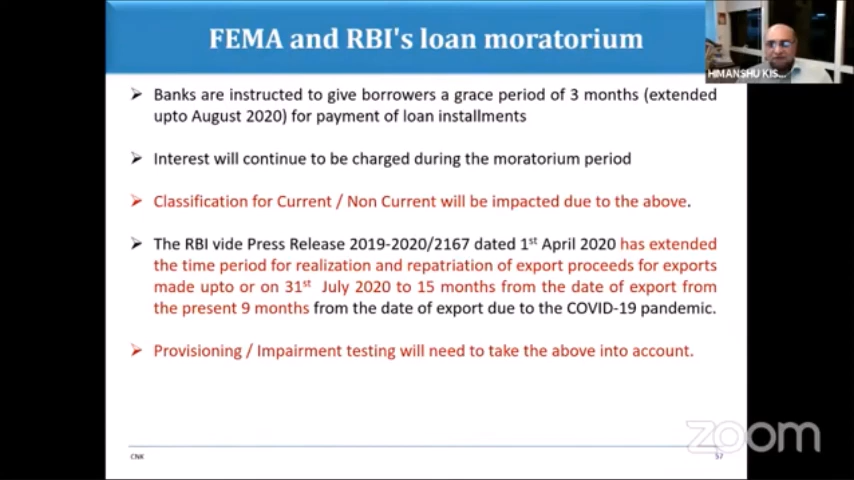 FEMA and RBI's loan moratorium
HIMANSHU KIS...
Banks are instructed to give borrowers a grace period of 3 months (extended
upto August 2020) for payment of loan installments
Interest will continue to be charged during the moratorium period
Classification for Current / Non Current will be impacted due to the above.
The RBI vide Press Release 2019-2020/2167 dated 1st April 2020 has extended
the time period for realization and repatriation of export proceeds for exports
made upto or on 31st July 2020 to 15 months from the date of export from
the present 9 months from the date of export due to the COVID-19 pandemic.
Provisioning / Impairment testing will need to take the above into account.
zoom
CNK
57